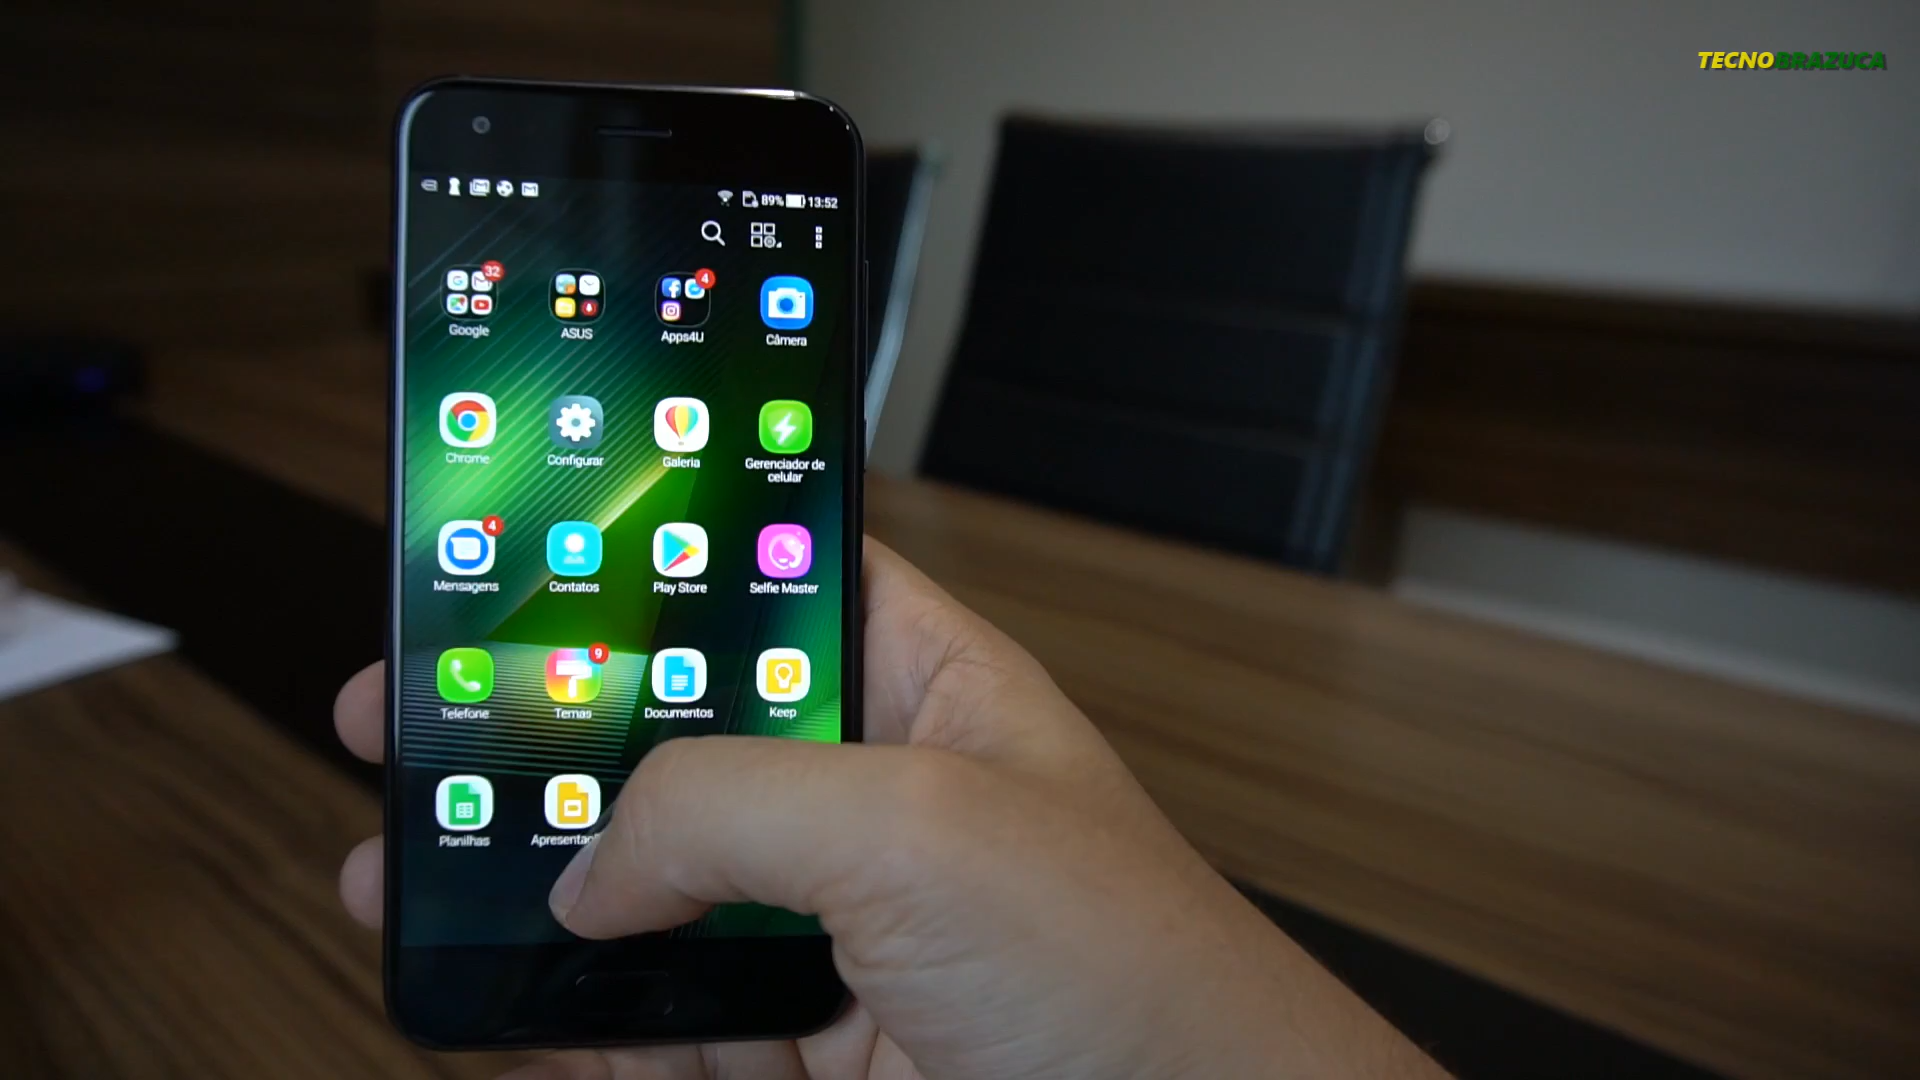 TECNOBRAZUCA
89% 13:52
32
4
Google
ASUS
Apps4U
Câmera
Chrome
Configurar
Galeria
Gerenciador de
celular
4
Mensagens
Contatos
Play Store
Selfie Master
9
Telefone
Temas
Documentos
Keep
Planilhas
Apresentaç